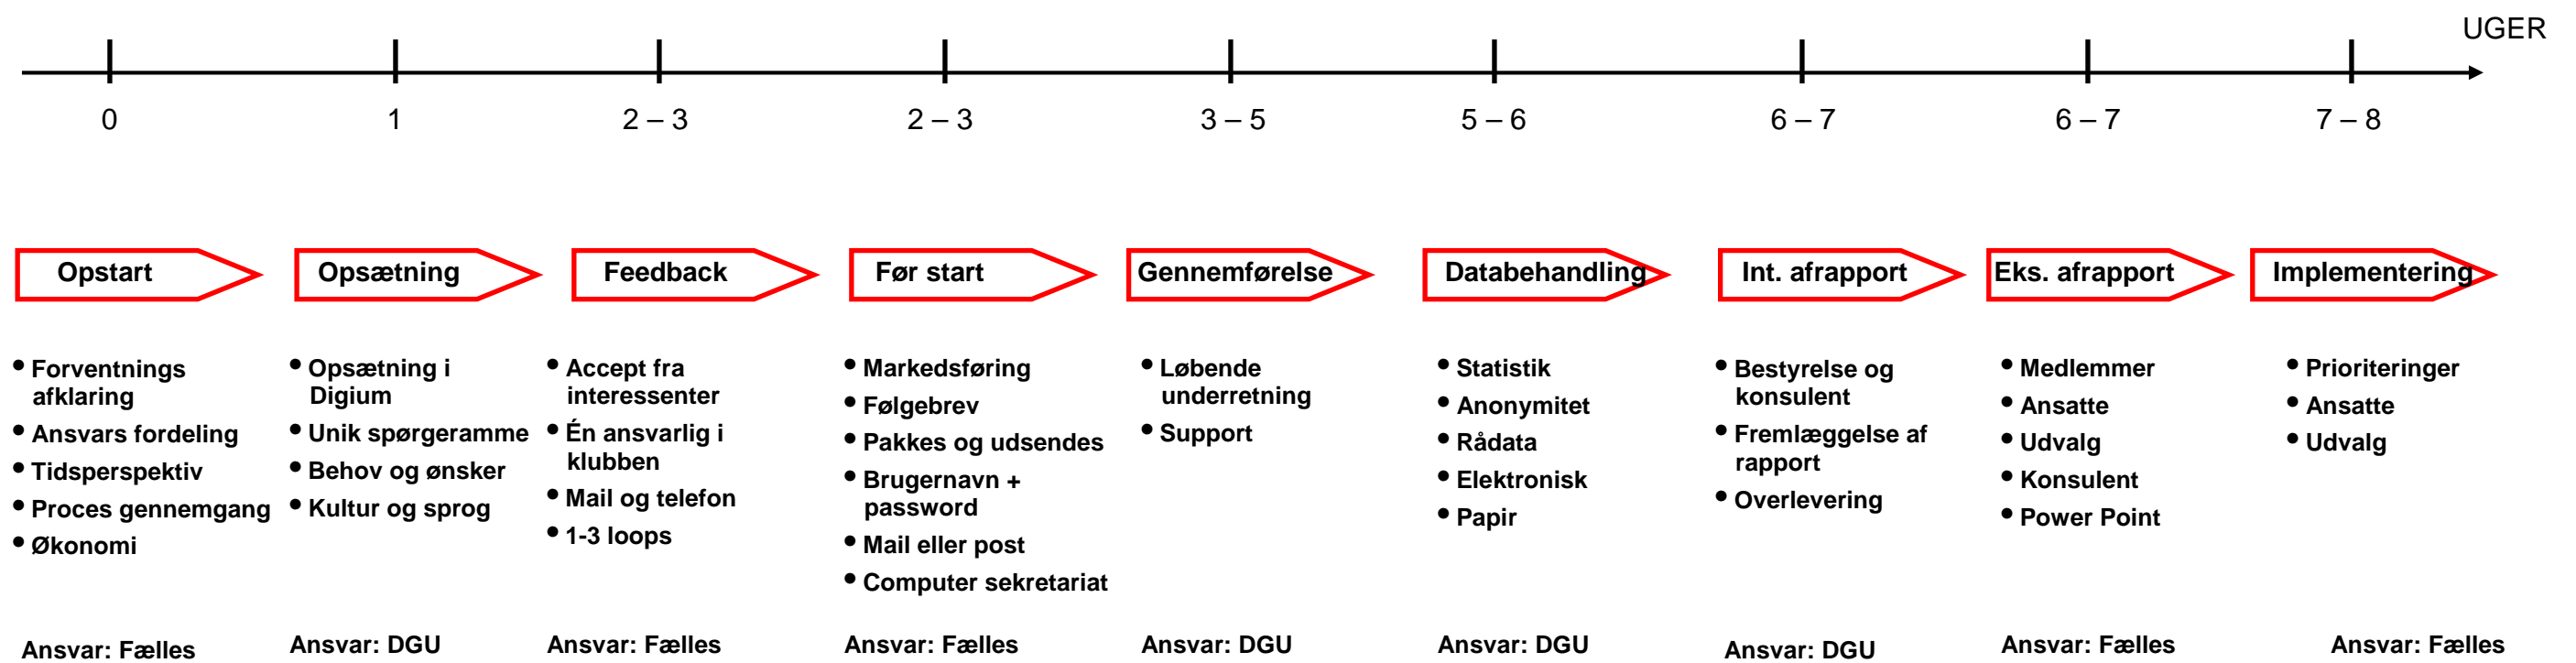 UGER
0
1
2 – 3
2 – 3
3 – 5
5 – 6
6 – 7
6 – 7
7 – 8
Opstart
Opsætning
Feedback
Før start
Gennemførelse
Databehandling
Int. afrapport
Eks. afrapport
Implementering
• Forventnings
afklaring
• Ansvars fordeling
• Tidsperspektiv
• Proces gennemgang
• Økonomi
• Opsætning i
Digium
• Unik spørgeramme
• Behov og ønsker
• Kultur og sprog
• Accept fra
interessenter
• Én ansvarlig i
klubben
• Mail og telefon
• 1-3 loops
• Markedsføring
• Følgebrev
• Pakkes og udsendes
• Brugernavn +
password
• Mail eller post
• Computer sekretariat
• Løbende
underretning
• Support
• Statistik
• Anonymitet
• Rådata
• Elektronisk
• Papir
• Bestyrelse og
konsulent
• Fremlæggelse af
rapport
• Overlevering
• Medlemmer
• Ansatte
• Udvalg
• Konsulent
• Power Point
• Prioriteringer
• Ansatte
• Udvalg
Ansvar: Fælles
Ansvar: DGU
Ansvar: Fælles
Ansvar: Fælles
Ansvar: DGU
Ansvar: DGU
Ansvar: DGU
Ansvar: Fælles
Ansvar: Fælles